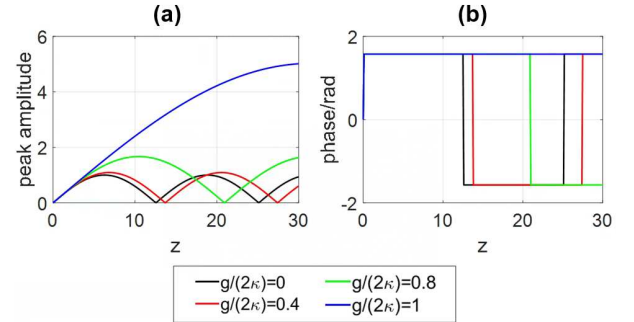 (a)
(b)
peak amplitude
6
4
2
0
0
10
20
30
z
phase/rad
2
0
-2
0
10
20
30
z
g/(2κ)=0
g/(2κ)=0.8
g/(2κ)=0.4
g/(2κ)=1